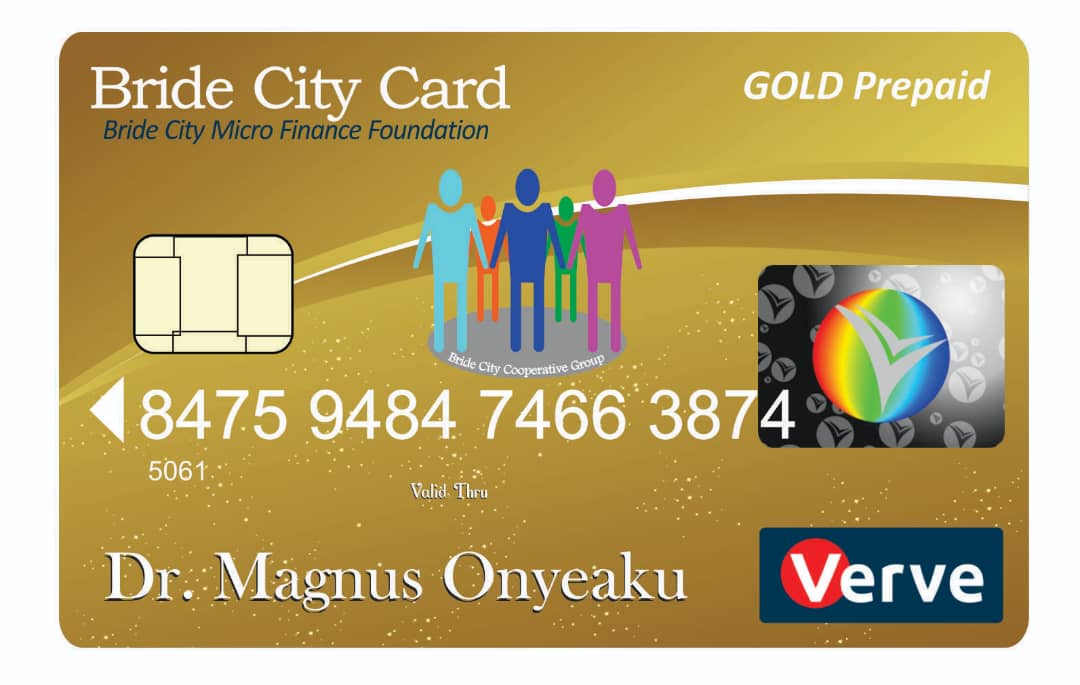 Bride City Card
GOLD Prepaid
Bride City Micro Finance Foundation
Bride City Cooperative Group
8475 9484 7466 3874
5061
Valid Thru
Dr. Magnus Onyeaku
Verve